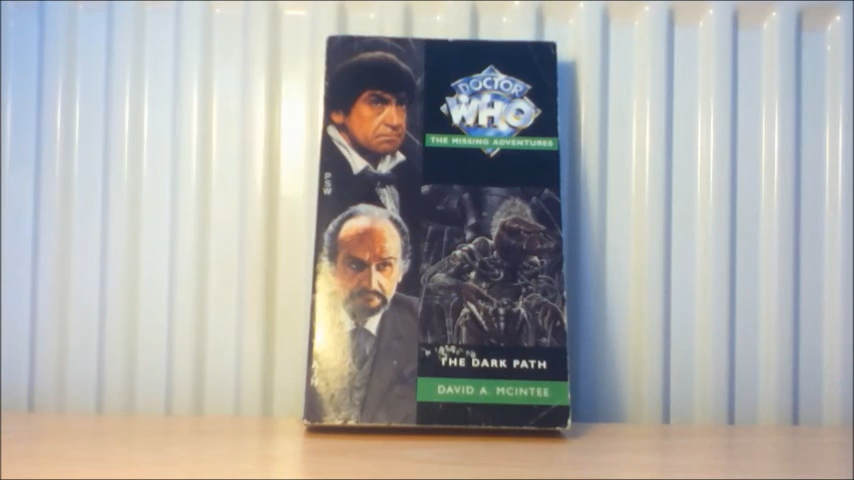 DOCTOR
WHO
THE MISSING ADVENTURES
PSW
THE DARK PATH
DAVID A. MCINTEE